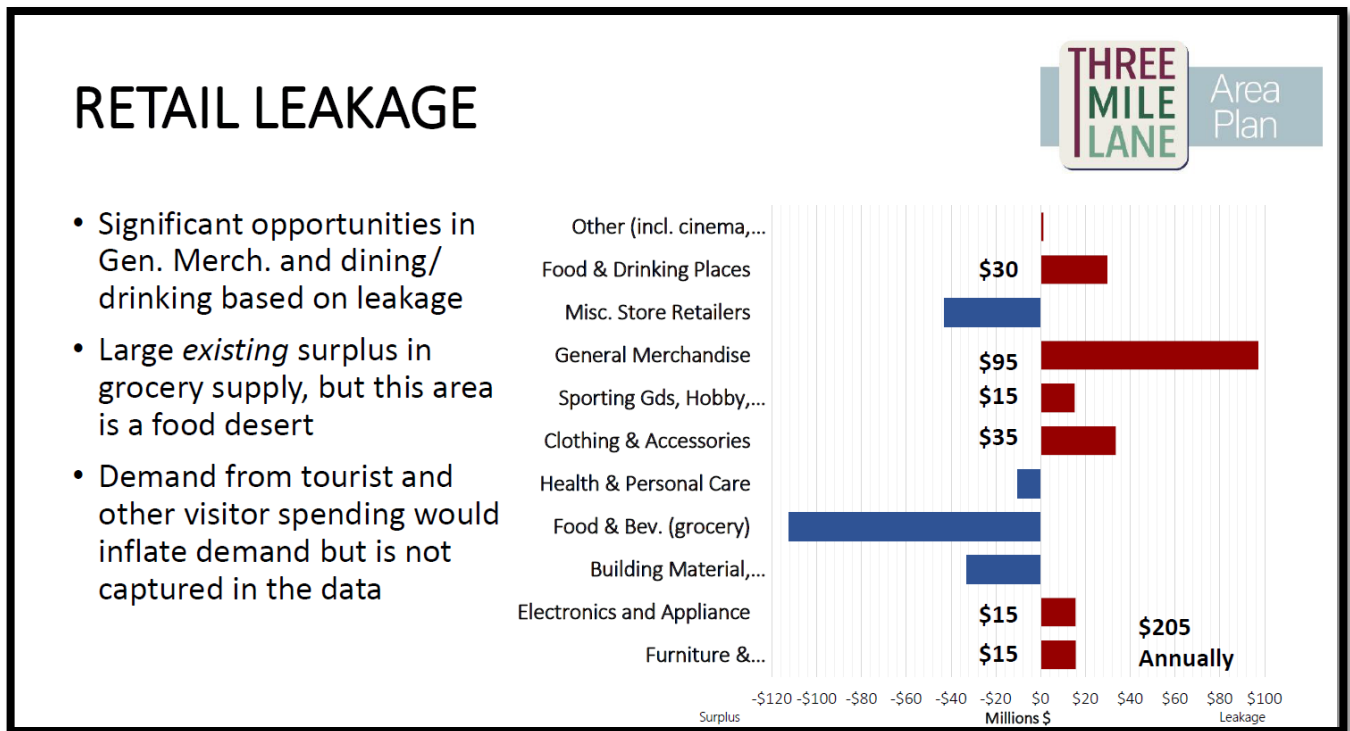 RETAIL LEAKAGE
THREE
MILE
LANE
Area
Plan
• Significant opportunities in
Gen. Merch. and dining/
drinking based on leakage
• Large existing surplus in
grocery supply, but this area
is a food desert
• Demand from tourist and
other visitor spending would
inflate demand but is not
captured in the data
Other (incl. cinema,...
Food & Drinking Places $30
Misc. Store Retailers
General Merchandise $95
Sporting Gds, Hobby,... $15
Clothing & Accessories $35
Health & Personal Care
Food & Bev. (grocery)
Building Material,...
Electronics and Appliance $15
Furniture &... $15
$205
Annually
-$120 -$100 -$80 -$60 -$40 -$20 $0 $20 $40 $60 $80 $100
Surplus Millions $ Leakage